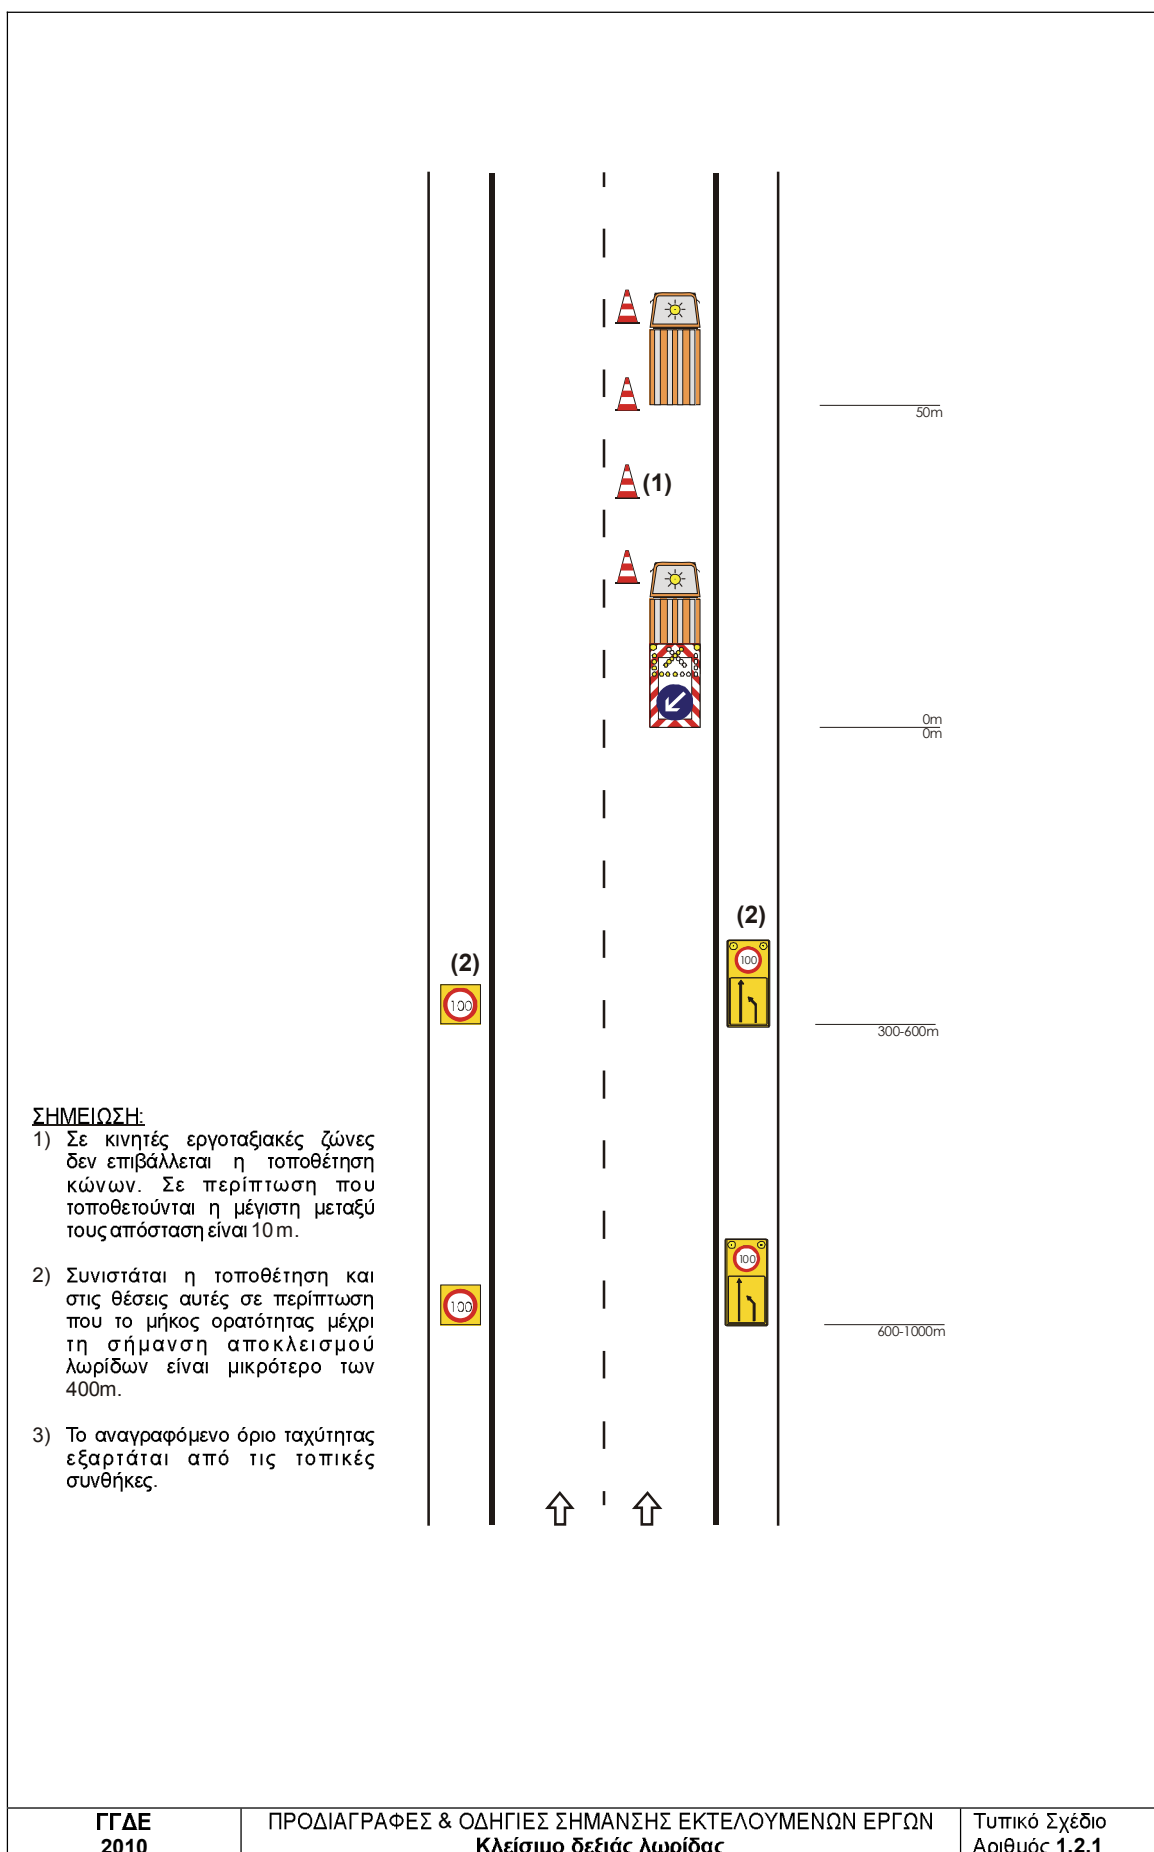 50m
(1)
0m
0m
(2)
100
(2)
100
300-600m
ΣΗΜΕΙΩΣΗ:
1) Σε κινητές εργοταξιακές ζώνες
δεν επιβάλλεται η τοποθέτηση
κώνων. Σε περίπτωση που
τοποθετούνται η μέγιστη μεταξύ
τους απόσταση είναι 10 m.
2) Συνιστάται η τοποθέτηση και
στις θέσεις αυτές σε περίπτωση
που το μήκος ορατότητας μέχρι
τη σήμανση αποκλεισμού
λωρίδων είναι μικρότερο των
400m.
3) Το αναγραφόμενο όριο ταχύτητας
εξαρτάται από τις τοπικές
συνθήκες.
100
100
600-1000m
ΓΓΔΕ
2010
ΠΡΟΔΙΑΓΡΑΦΕΣ & ΟΔΗΓΙΕΣ ΣΗΜΑΝΣΗΣ ΕΚΤΕΛΟΥΜΕΝΩΝ ΕΡΓΩΝ
Κλείσιμο δεξιάς λωρίδας
Τυπικό Σχέδιο
Αριθμός 1.2.1